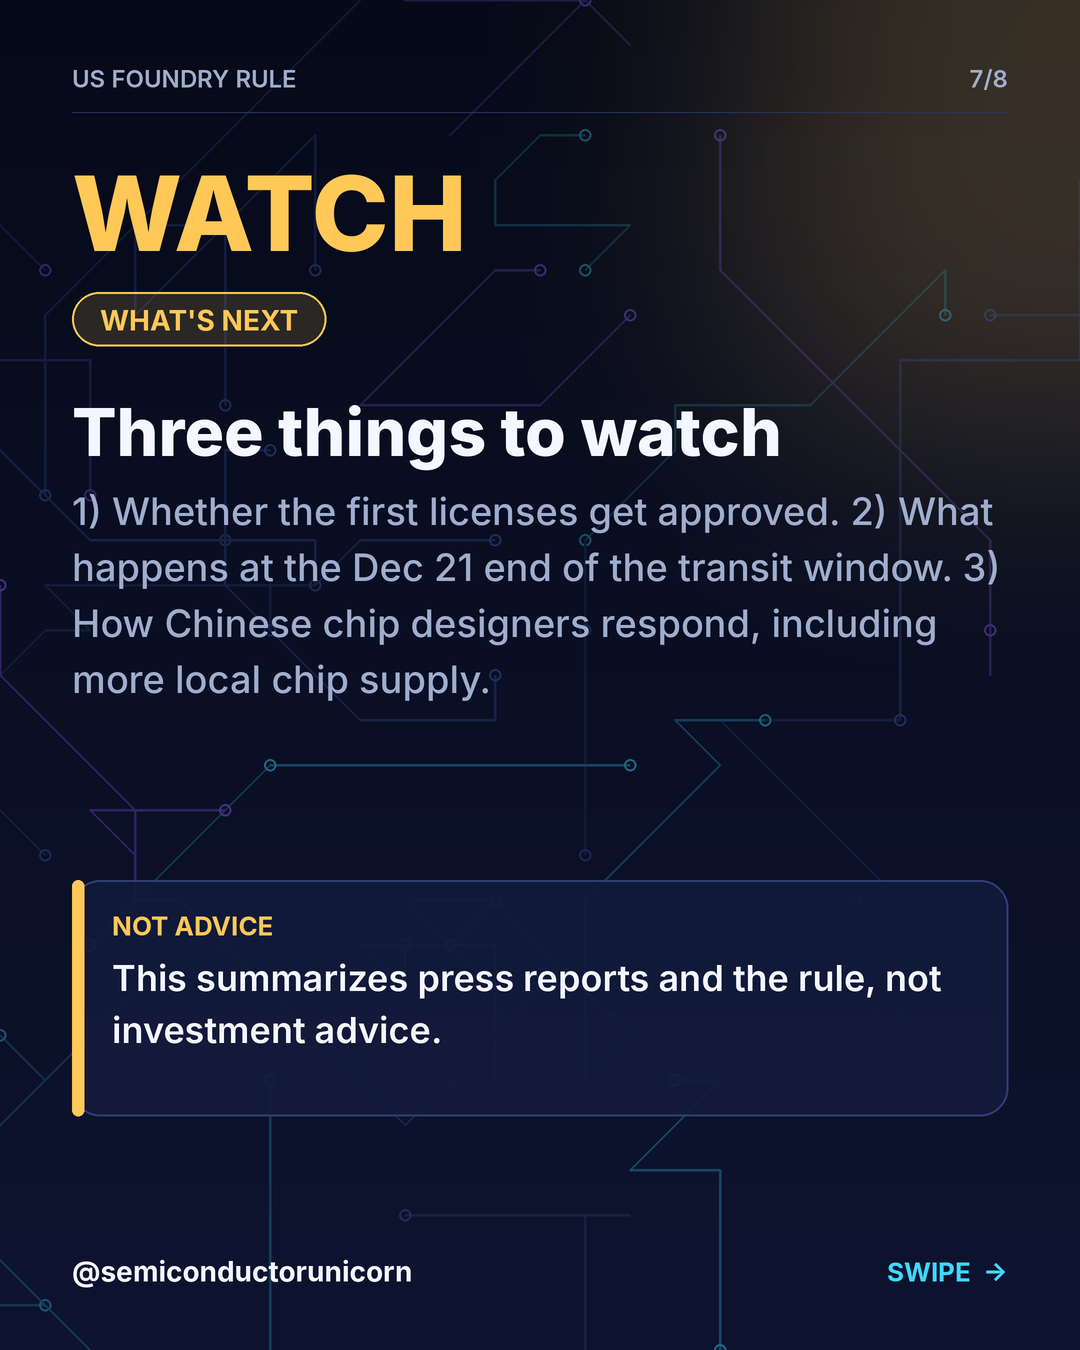 US FOUNDRY RULE
7/8
WATCH
WHAT'S NEXT
Three things to watch
1) Whether the first licenses get approved. 2) What
happens at the Dec 21 end of the transit window. 3)
How Chinese chip designers respond, including
more local chip supply.
NOT ADVICE
This summarizes press reports and the rule, not
investment advice.
@semiconductorunicorn
SWIPE →